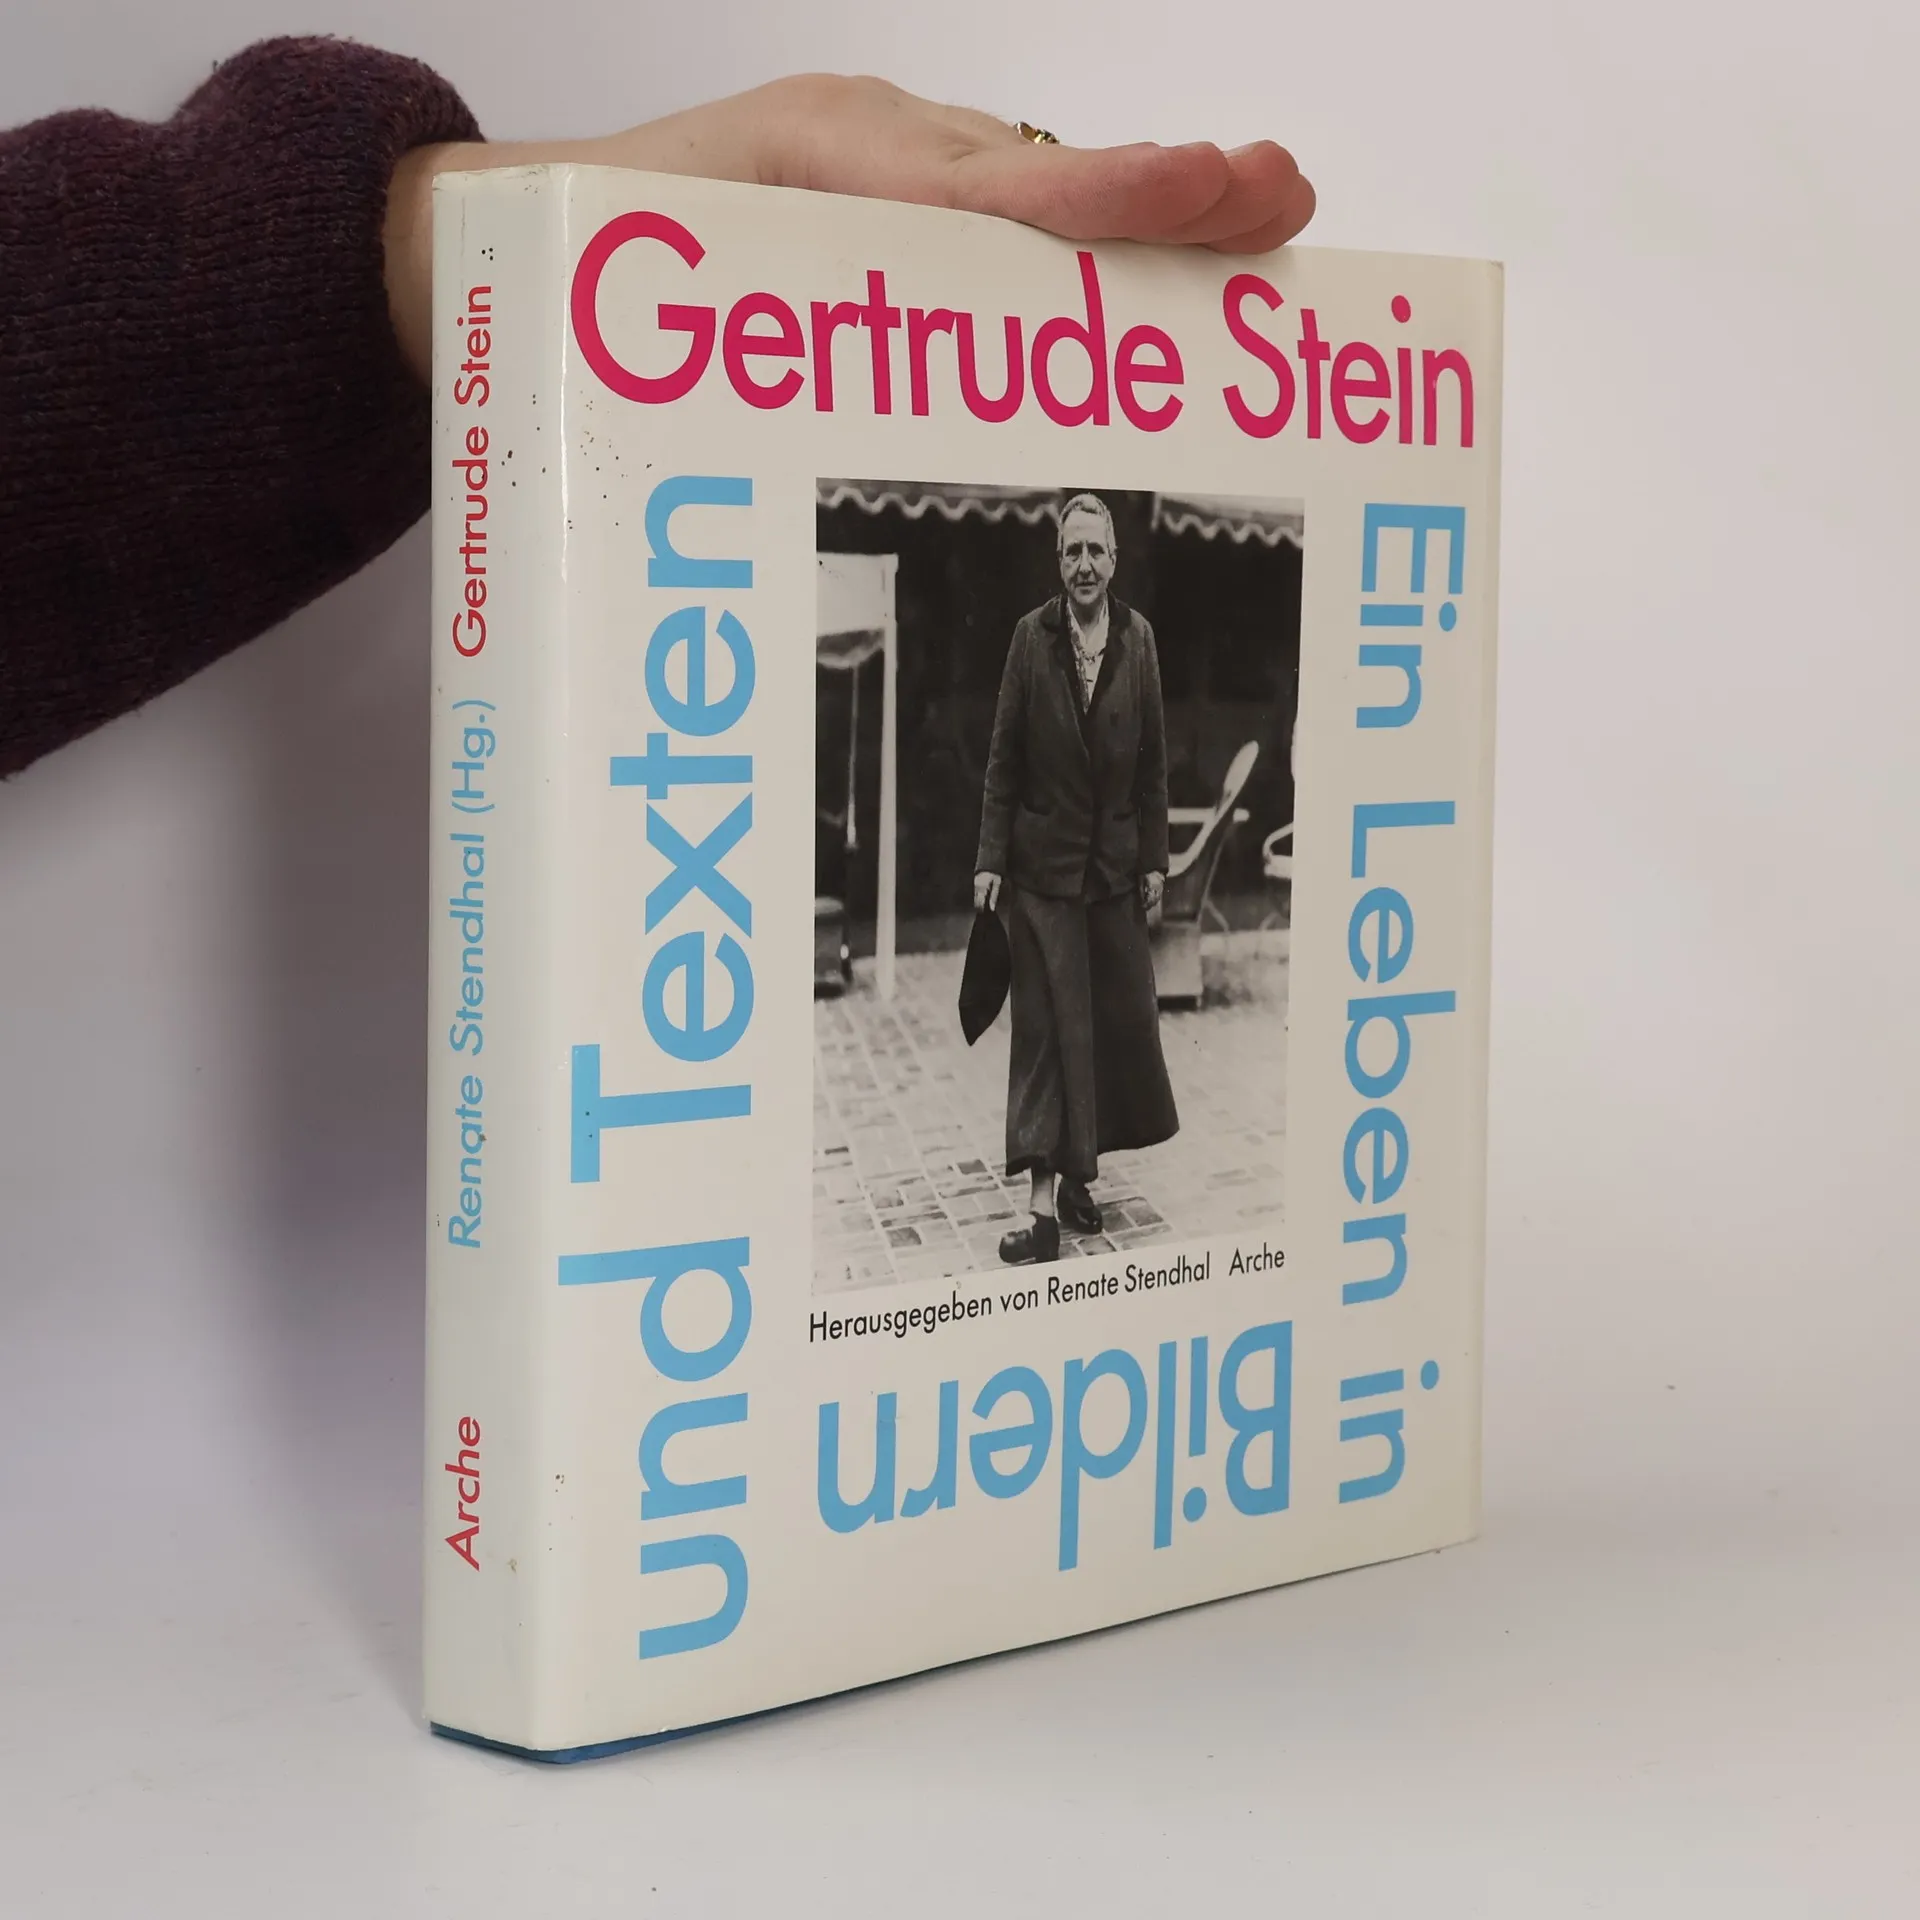 Gertrude Stein
Ein Leben in
Bildern
und Texten
Herausgegeben von Renate Stendhal Arche
Arche Renate Stendhal (Hg.) Gertrude Stein